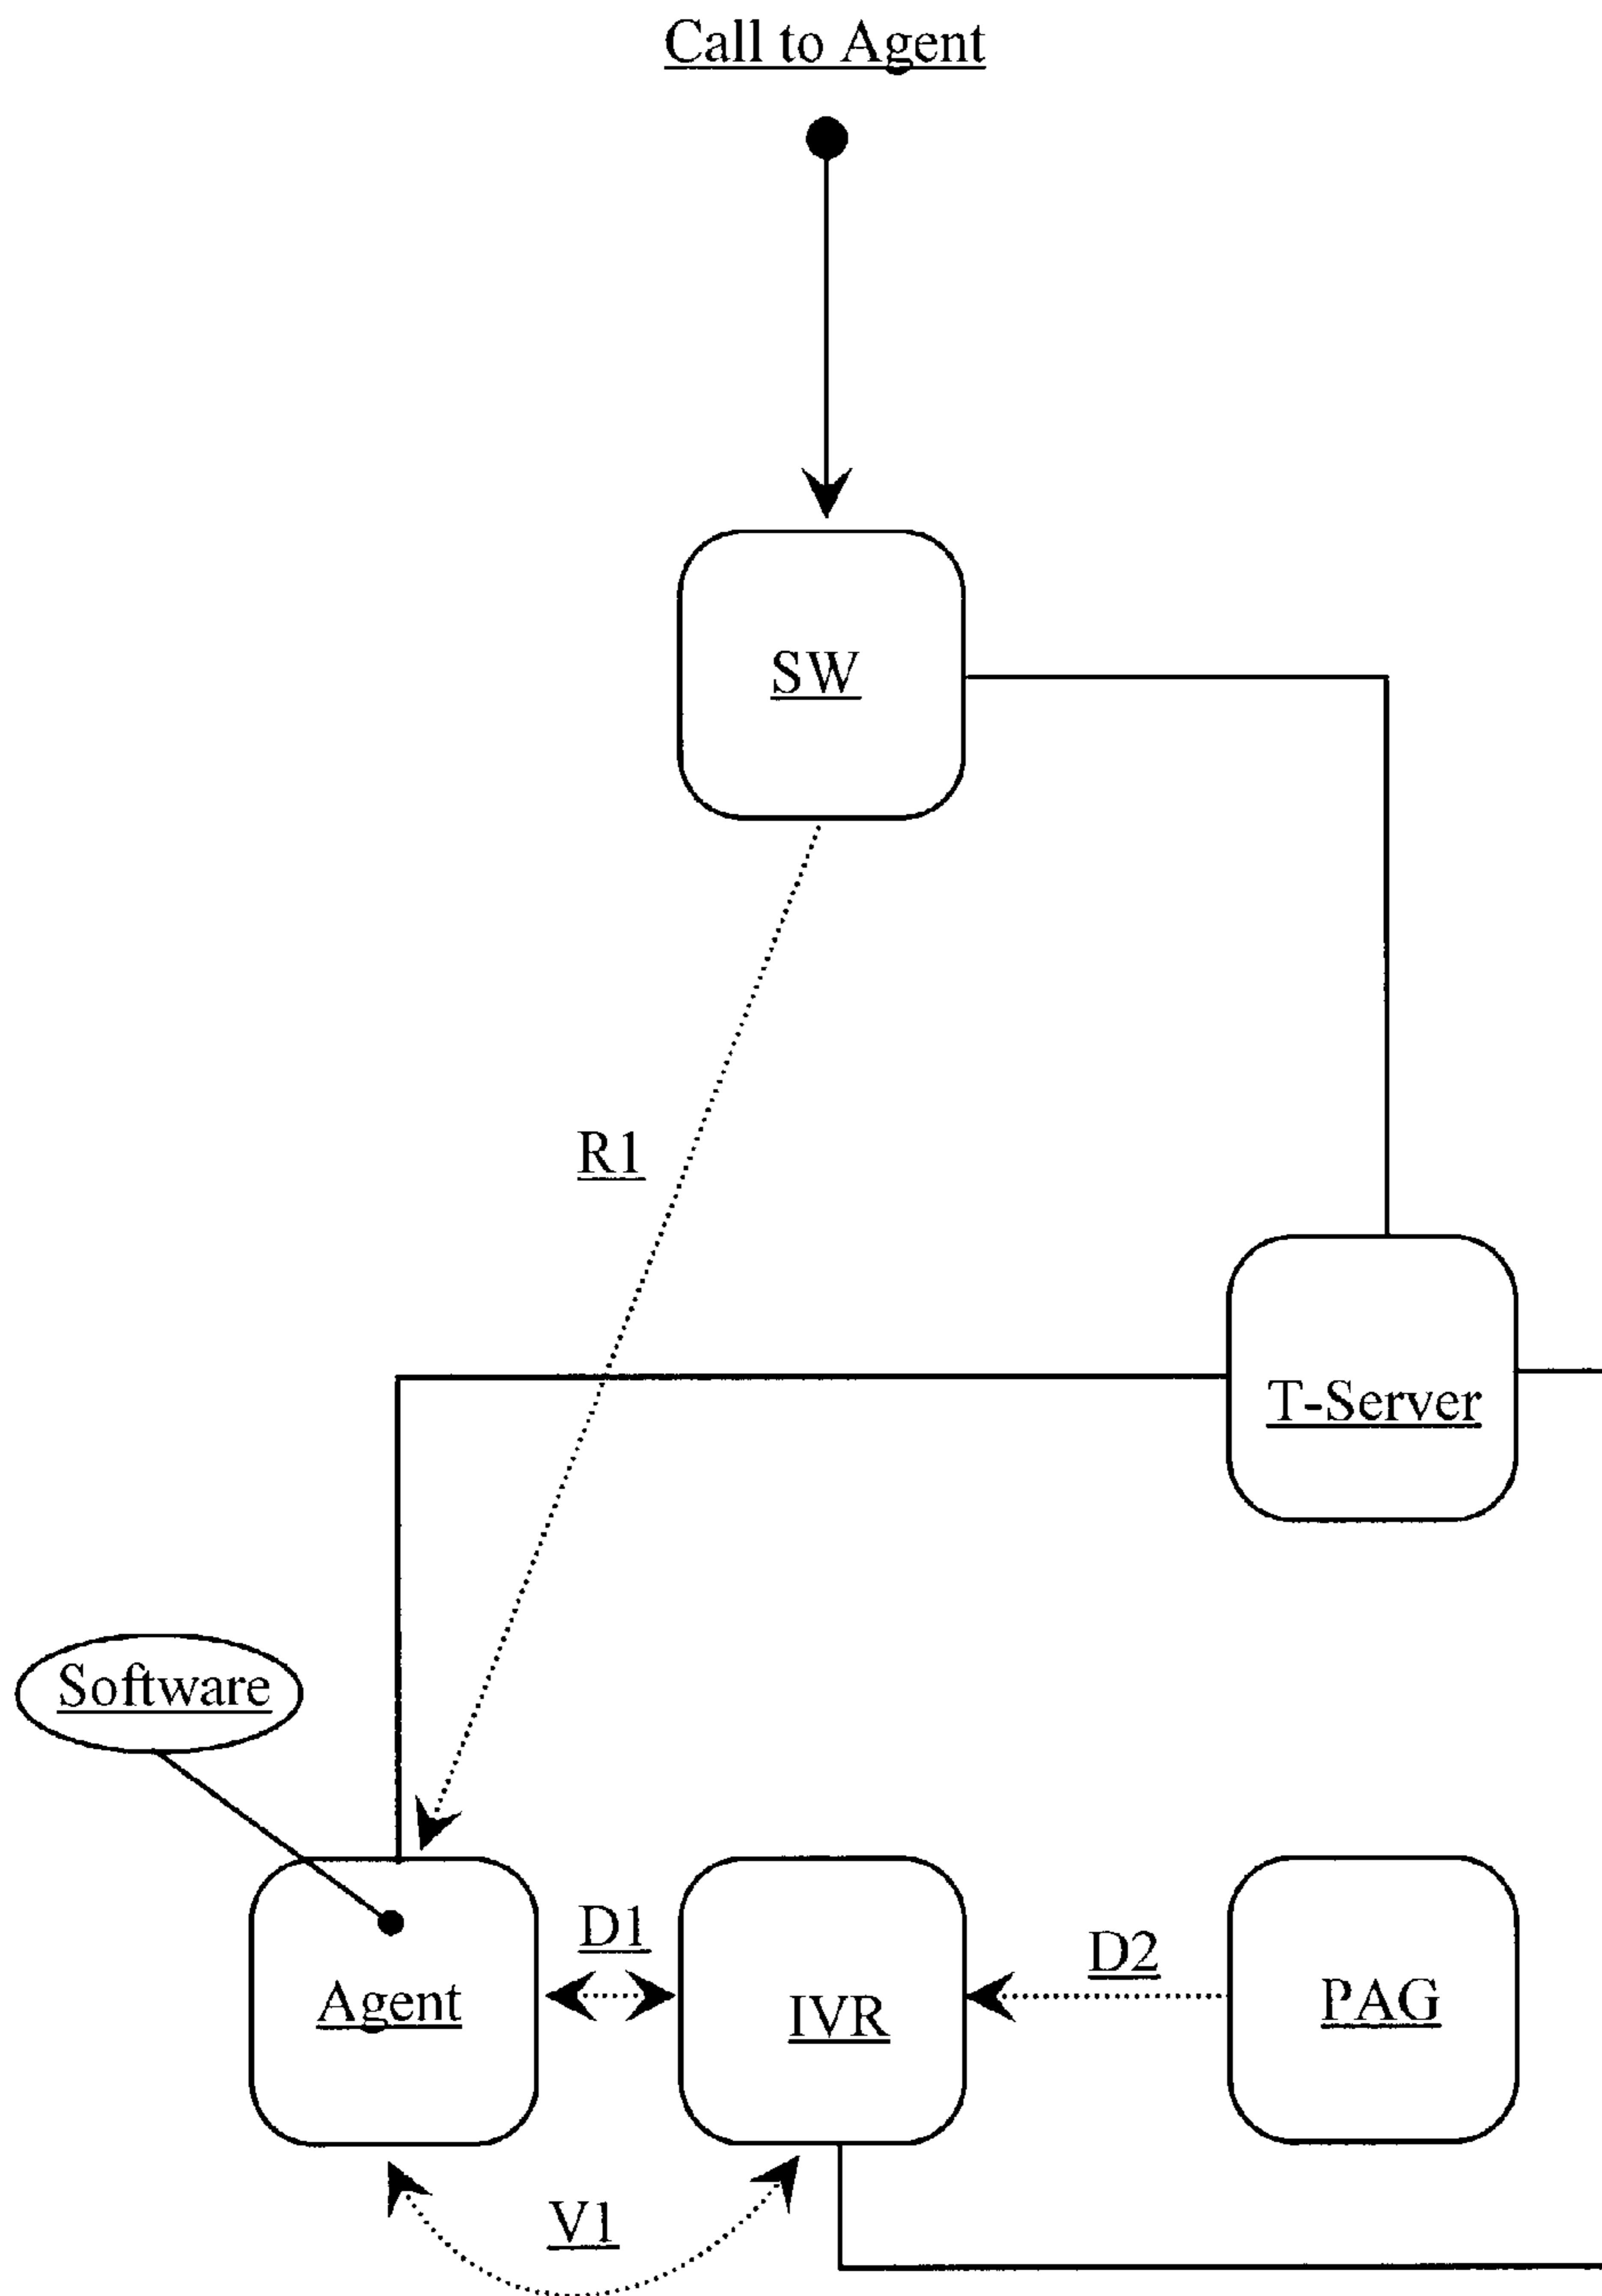 Call to Agent
SW
R1
T-Server
Software
D1
D2
Agent
IVR
PAG
V1